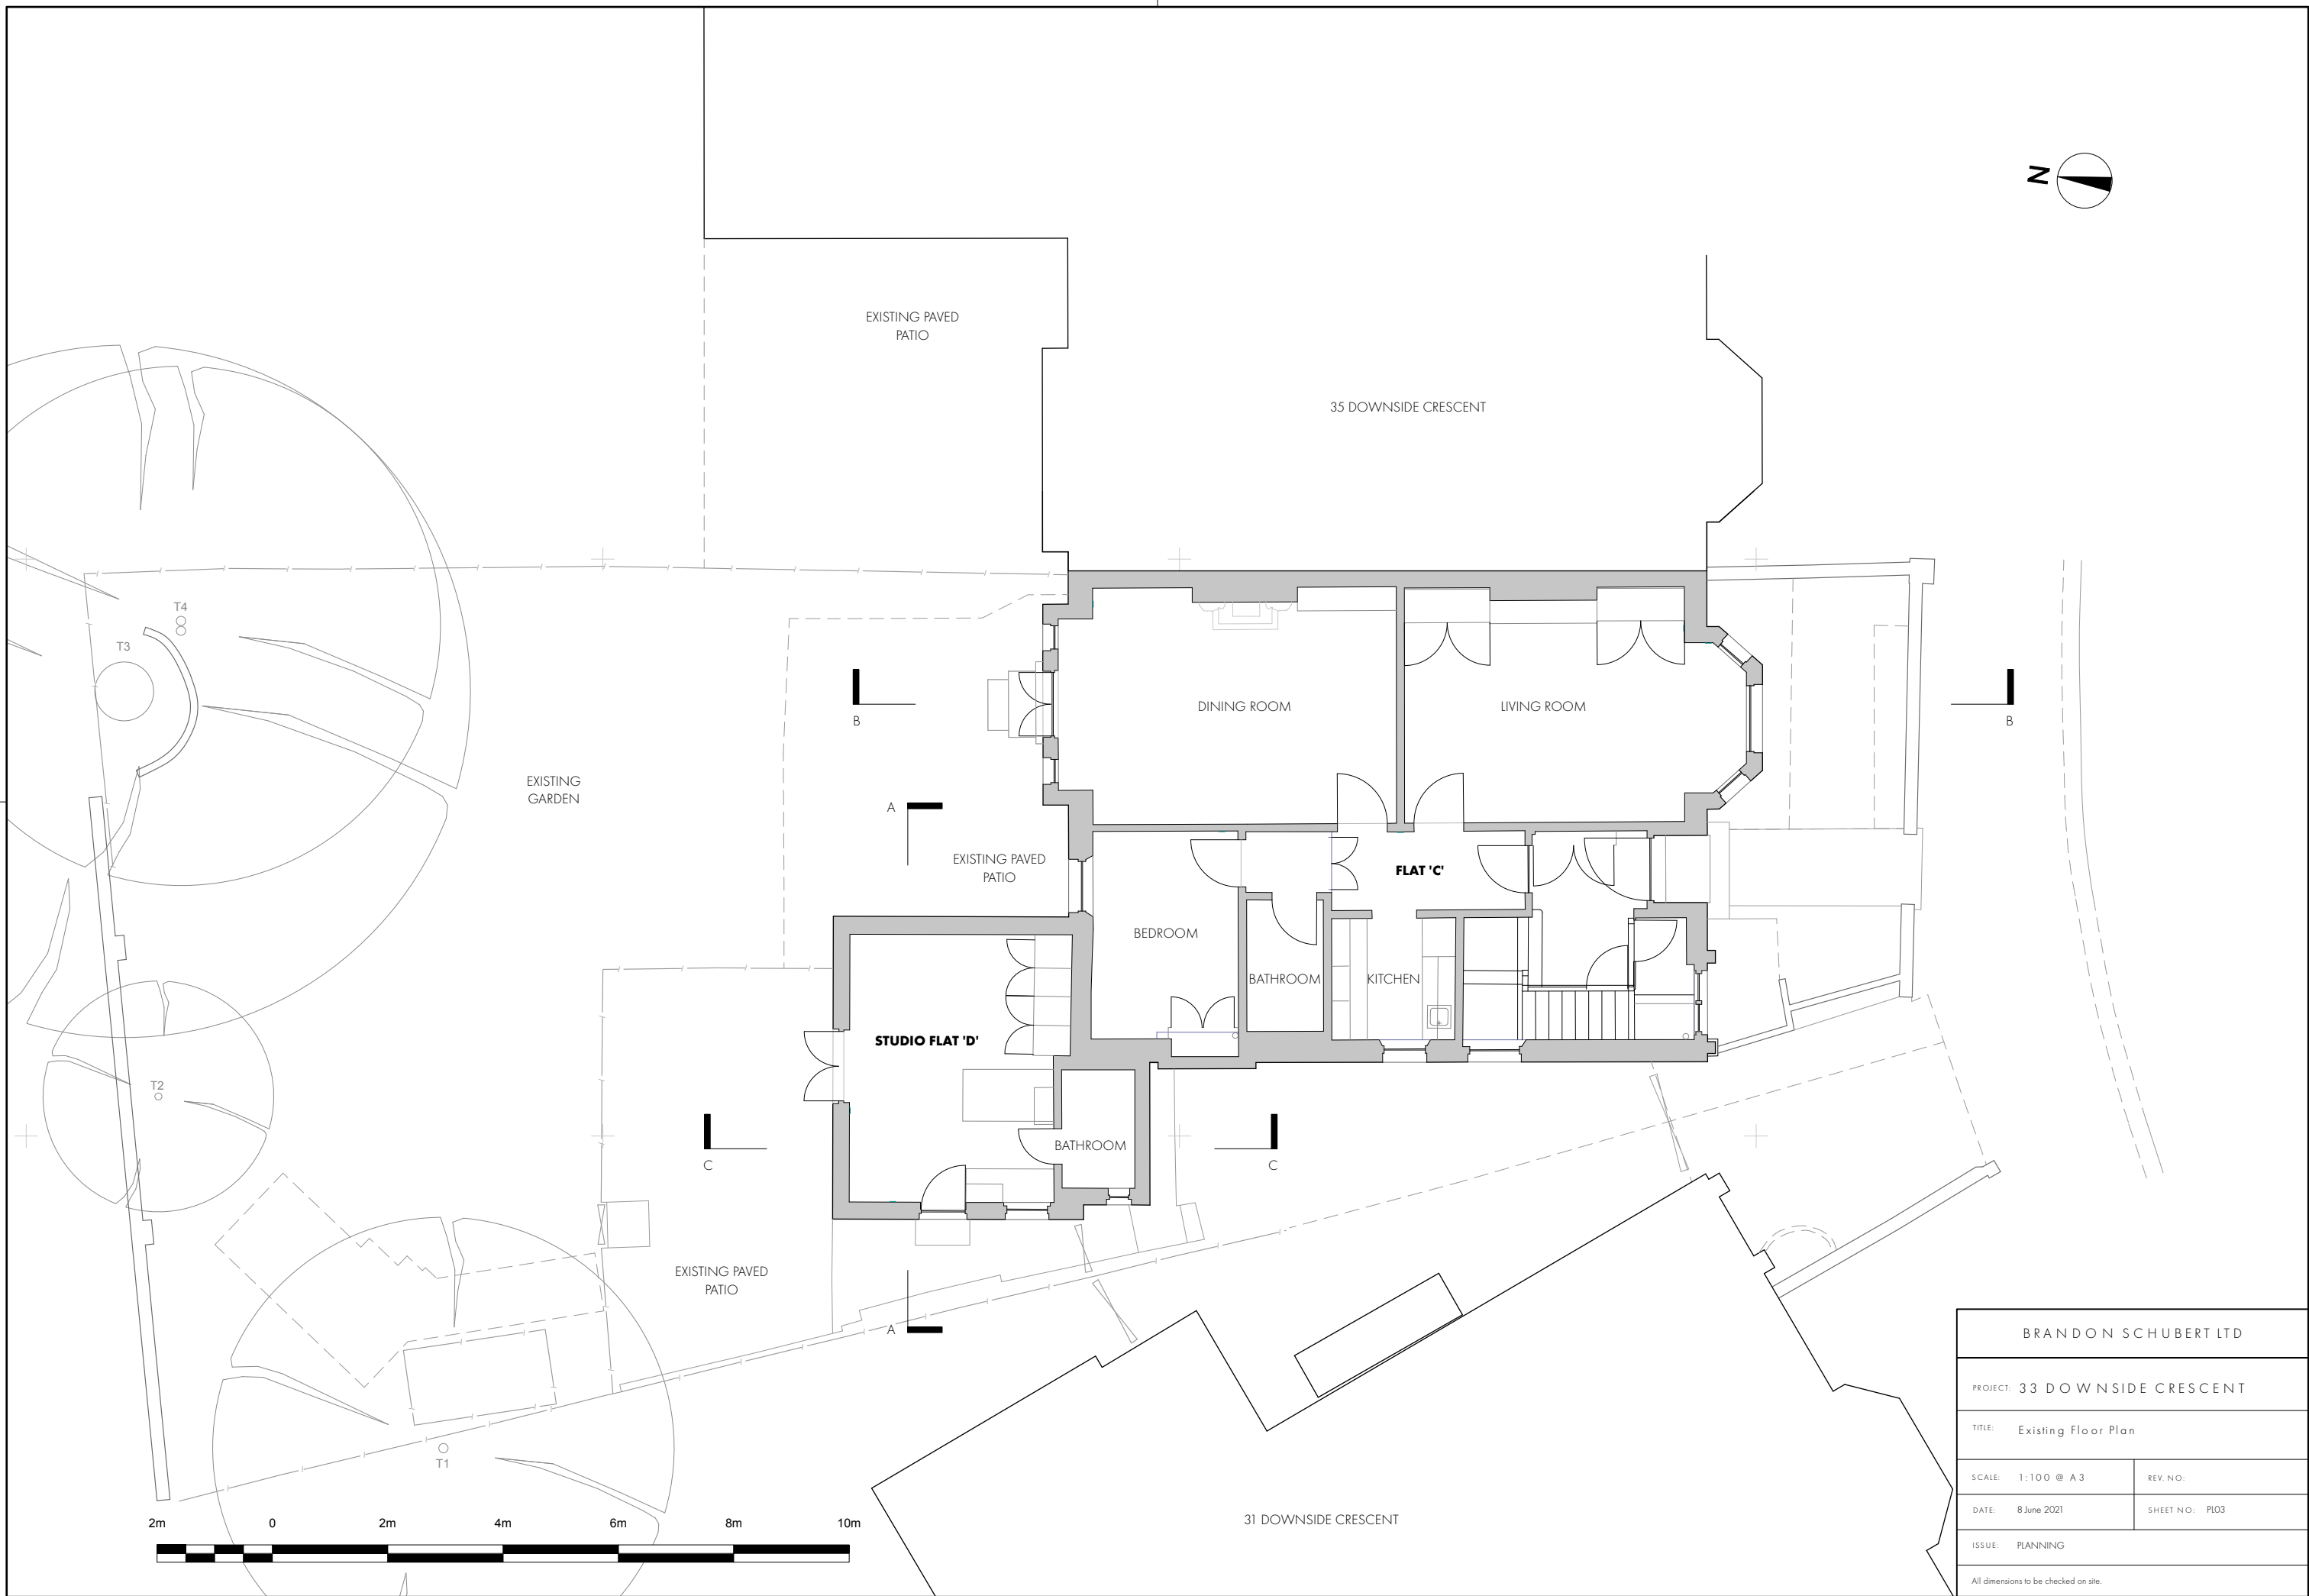 N
EXISTING PAVED
PATIO
35 DOWNSIDE CRESCENT
T4
T3
B
DINING ROOM
LIVING ROOM
B
EXISTING
GARDEN
A
EXISTING PAVED
PATIO
FLAT 'C'
BEDROOM
BATHROOM
KITCHEN
STUDIO FLAT 'D'
T2
BATHROOM
C
C
EXISTING PAVED
PATIO
A
T1
31 DOWNSIDE CRESCENT
2m 0 2m 4m 6m 8m 10m
BRANDON SCHUBERT LTD
PROJECT: 33 DOWNSIDE CRESCENT
TITLE: Existing Floor Plan
SCALE: 1:100 @ A3
REV. NO:
DATE: 8 June 2021
SHEET NO: PL03
ISSUE: PLANNING
All dimensions to be checked on site.